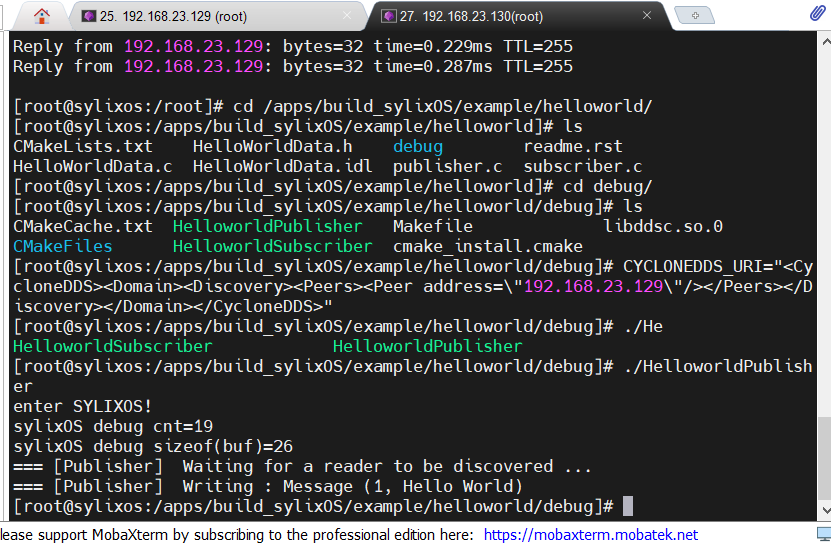 25. 192.168.23.129 (root)
27. 192.168.23.130(root)
Reply from 192.168.23.129: bytes=32 time=0.229ms TTL=255
Reply from 192.168.23.129: bytes=32 time=0.287ms TTL=255
[root@sylixos:/root]# cd /apps/build_sylixOS/example/helloworld/
[root@sylixos:/apps/build_sylixOS/example/helloworld]# ls
CMakeLists.txt    HelloWorldData.h    debug        readme.rst
HelloWorldData.c  HelloWorldData.idl  publisher.c  subscriber.c
[root@sylixos:/apps/build_sylixOS/example/helloworld]# cd debug/
[root@sylixos:/apps/build_sylixOS/example/helloworld/debug]# ls
CMakeCache.txt  HelloworldPublisher   Makefile             libddsc.so.0
CMakeFiles      HelloworldSubscriber  cmake_install.cmake
[root@sylixos:/apps/build_sylixOS/example/helloworld/debug]# CYCLONEDDS_URI="<Cy
cloneDDS><Domain><Discovery><Peers><Peer address=\"192.168.23.129\"/></Peers></D
iscovery></Domain></CycloneDDS>"
[root@sylixos:/apps/build_sylixOS/example/helloworld/debug]# ./He
HelloworldSubscriber            HelloworldPublisher
[root@sylixos:/apps/build_sylixOS/example/helloworld/debug]# ./HelloworldPublish
er
enter SYLIXOS!
sylixOS debug cnt=19
sylixOS debug sizeof(buf)=26
=== [Publisher]  Waiting for a reader to be discovered ...
=== [Publisher]  Writing : Message (1, Hello World)
[root@sylixos:/apps/build_sylixOS/example/helloworld/debug]#
lease support MobaXterm by subscribing to the professional edition here: https://mobaxterm.mobatek.net